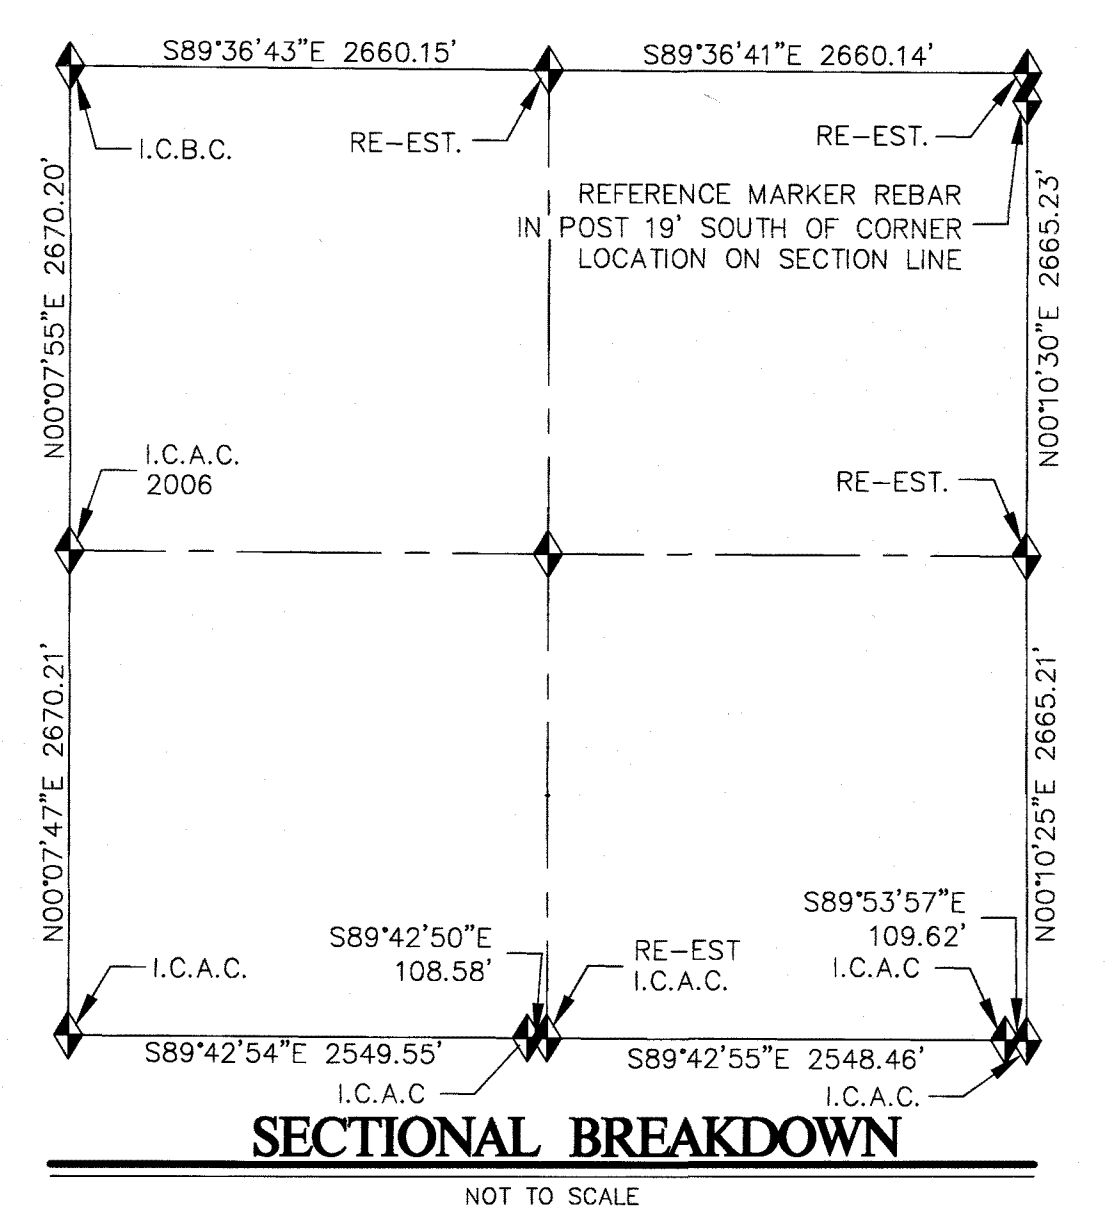 S89°36'43"E 2660.15'
S89°36'41"E 2660.14'
I.C.B.C.
RE-EST.
RE-EST.
REFERENCE MARKER REBAR
IN POST 19' SOUTH OF CORNER
LOCATION ON SECTION LINE
N00°07'55"E 2670.20'
N00°10'30"E 2665.23'
I.C.A.C.
2006
RE-EST.
N00°07'47"E 2670.21'
N00°10'25"E 2665.21'
S89°53'57"E
109.62'
I.C.A.C
S89°42'50"E
108.58'
RE-EST
I.C.A.C.
I.C.A.C.
S89°42'54"E 2549.55'
S89°42'55"E 2548.46'
I.C.A.C
I.C.A.C.
SECTIONAL BREAKDOWN
NOT TO SCALE